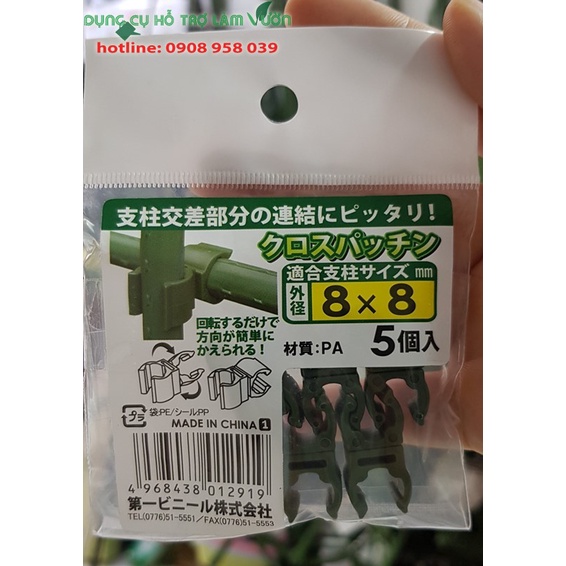 DỤNG CỤ HỖ TRỢ LÀM VƯỜN
hotline: 0908 958 039
支柱交差部分の連結にピッタリ!
クロスパッチン
適合支柱サイズ mm
外径 8×8
回転するだけで
方向が簡単に
かえられる!
材質:PA 5個入
プラ 袋:PE/シール:PP
MADE IN CHINA 1
4 968438 012919
第一ビニール株式会社
TEL(0776)51-5551/FAX(0776)51-5553